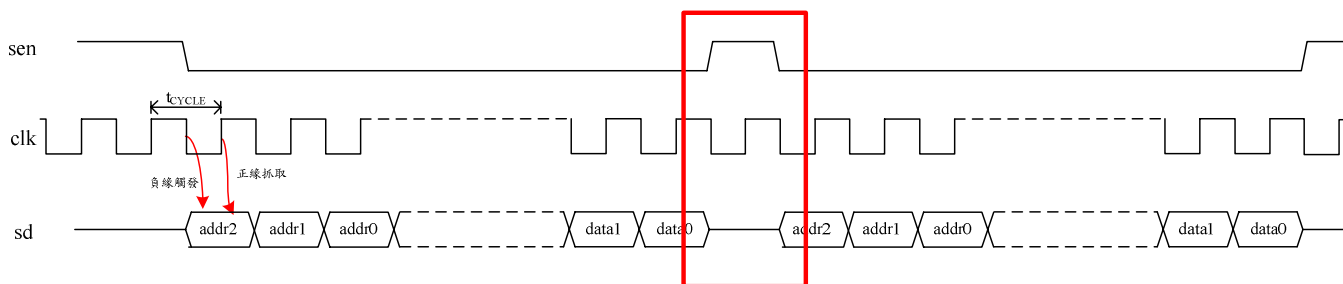 sen
tCYCLE
clk
負緣觸發
正緣抓取
sd
addr2 addr1 addr0 data1 data0 addr2 addr1 addr0 data1 data0